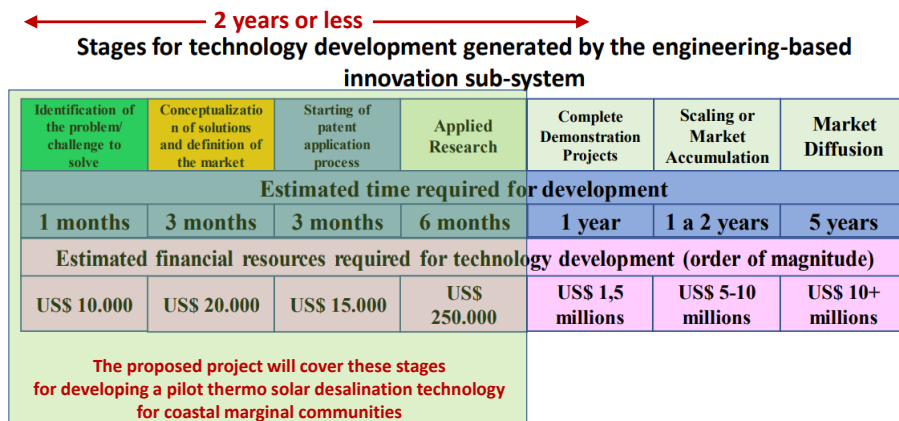 2 years or less
Stages for technology development generated by the engineering-based
innovation sub-system
Identification of
the problem/
challenge to
solve
Conceptualizatio
n of solutions
and definition of
the market
Starting of
patent
application
process
Applied
Research
Complete
Demonstration
Projects
Scaling or
Market
Accumulation
Market
Diffusion
Estimated time required for development
1 months
3 months
3 months
6 months
1 year
1 a 2 years
5 years
Estimated financial resources required for technology development (order of magnitude)
US$ 10.000
US$ 20.000
US$ 15.000
US$
250.000
US$ 1,5
millions
US$ 5-10
millions
US$ 10+
millions
The proposed project will cover these stages
for developing a pilot thermo solar desalination technology
for coastal marginal communities